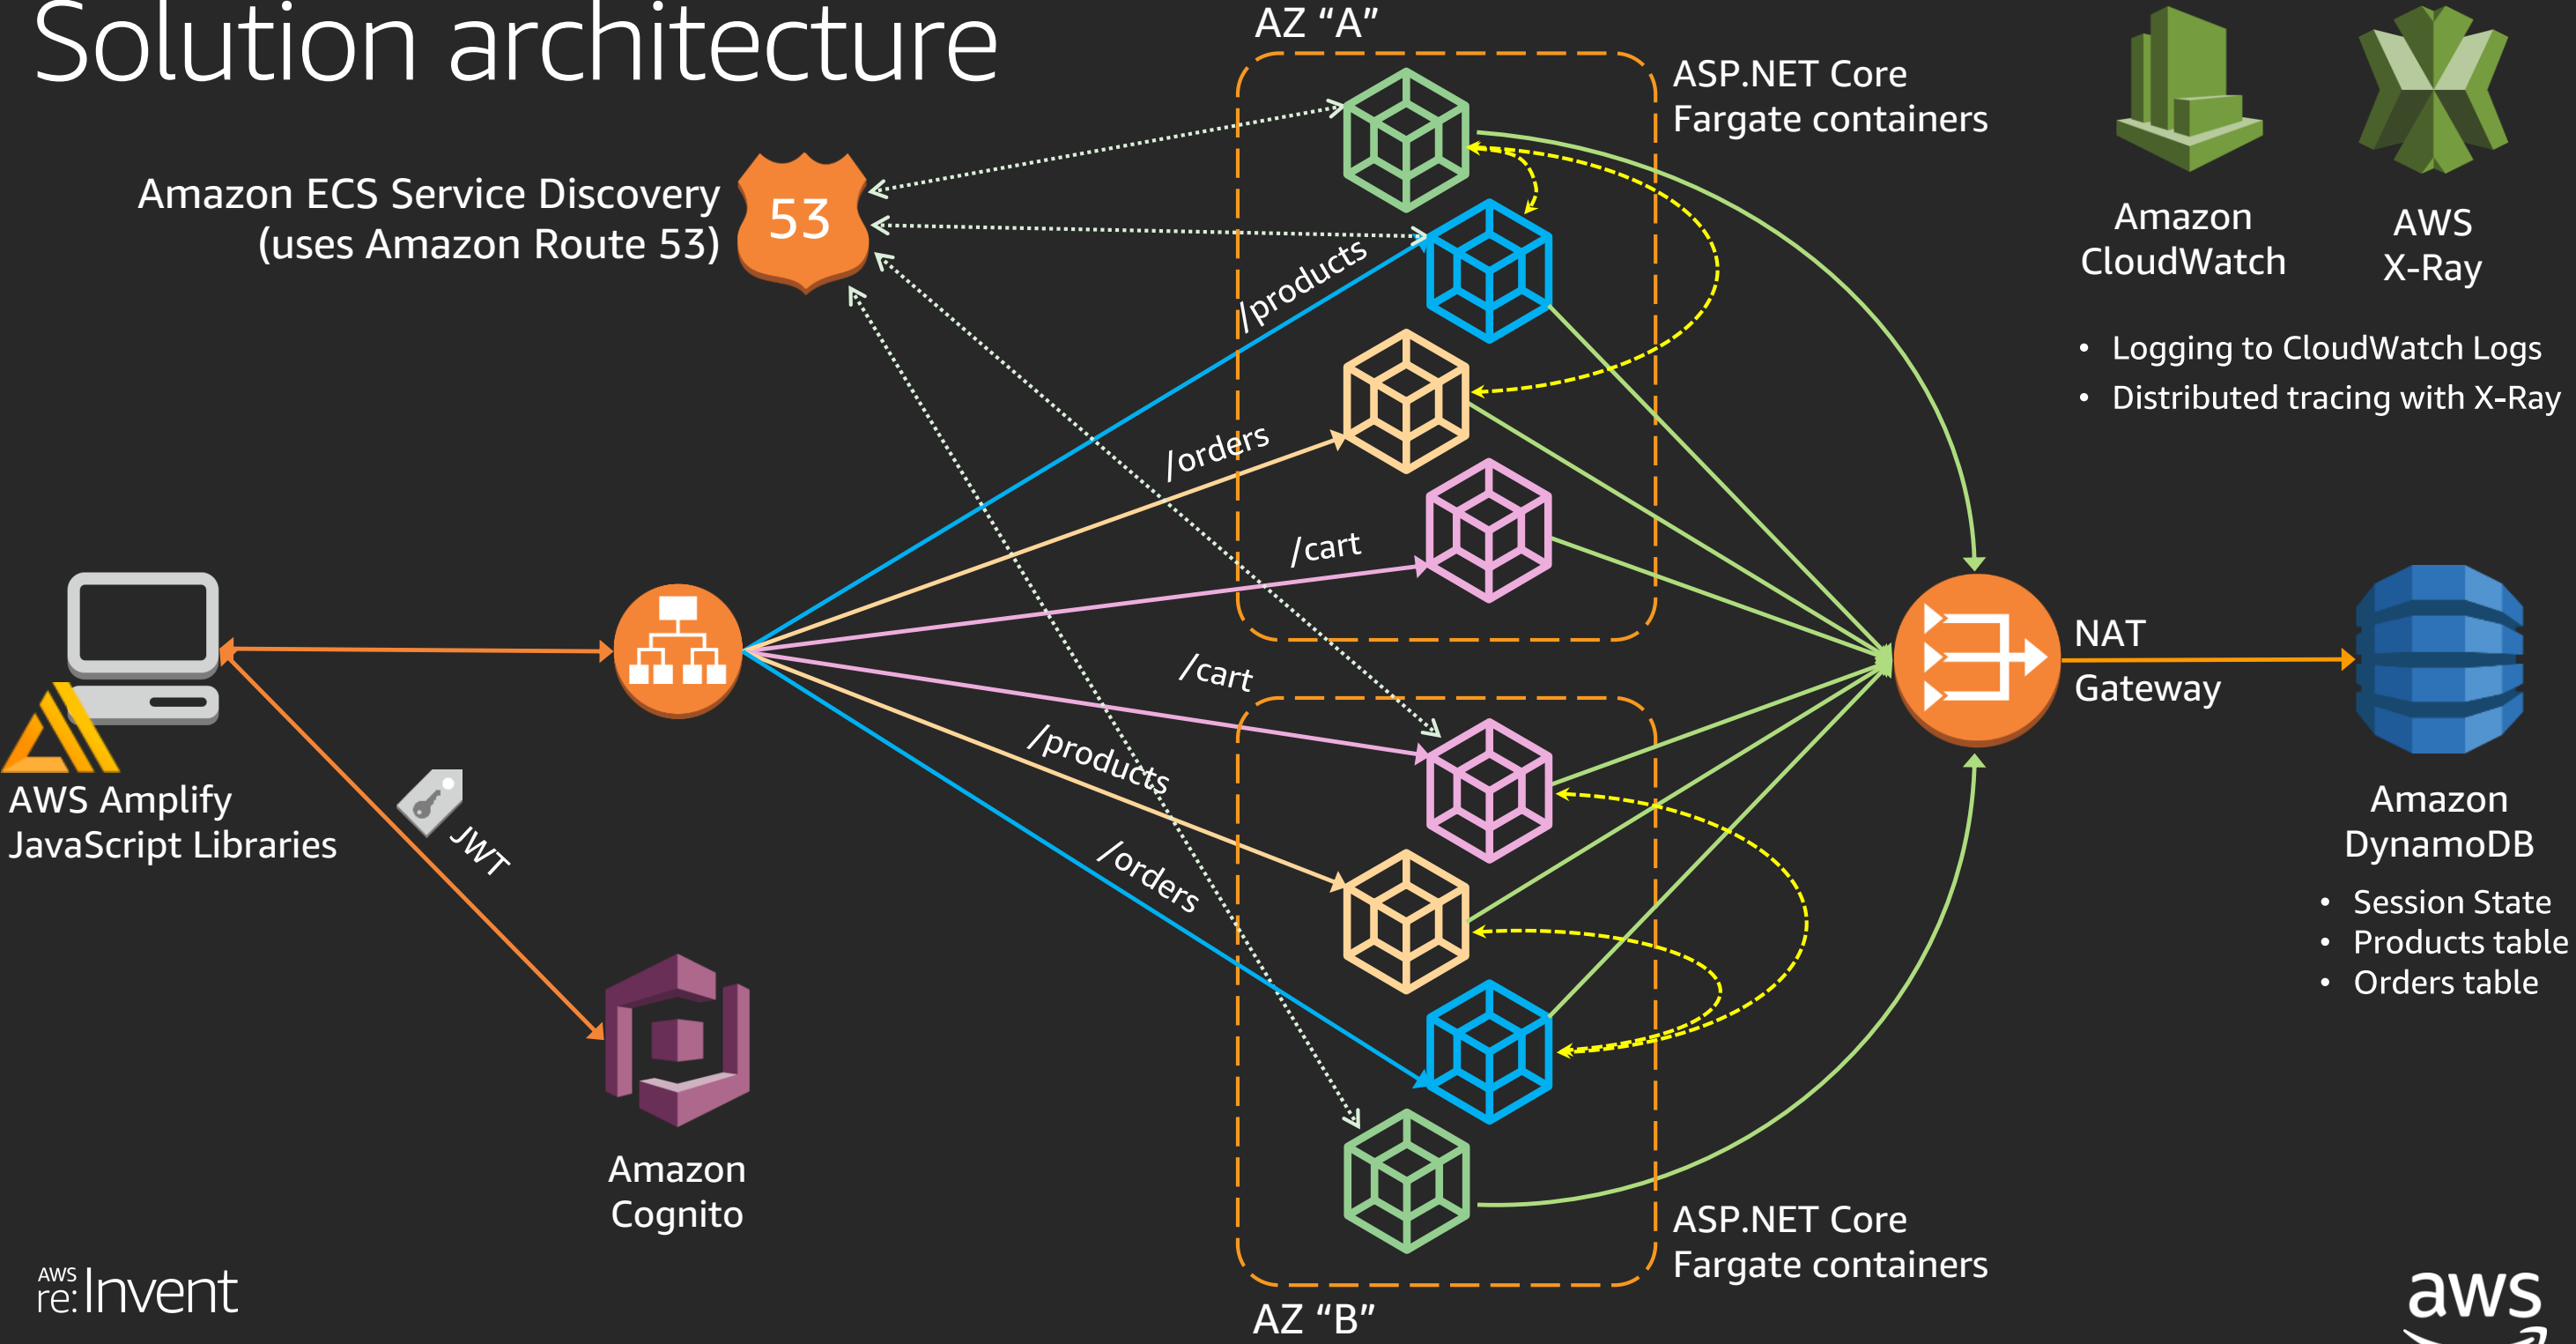 Solution architecture
AZ “A”
ASP.NET Core
Fargate containers
Amazon
CloudWatch
AWS
X-Ray
• Logging to CloudWatch Logs
• Distributed tracing with X-Ray
Amazon ECS Service Discovery
(uses Amazon Route 53)
53
/products
/orders
/cart
/cart
/products
/orders
AWS Amplify
JavaScript Libraries
JWT
Amazon
Cognito
NAT
Gateway
Amazon
DynamoDB
• Session State
• Products table
• Orders table
ASP.NET Core
Fargate containers
AZ “B”
AWS
re:Invent
aws